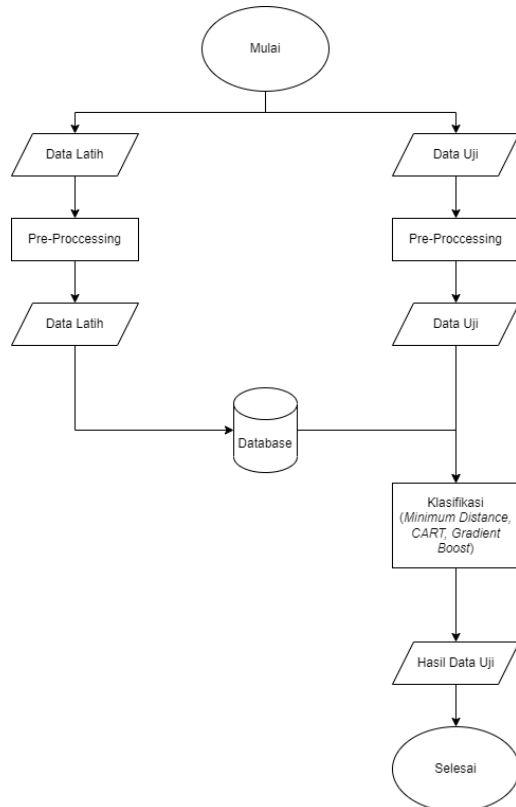 Mulai
Data Latih
Data Uji
Pre-Proccessing
Pre-Proccessing
Data Latih
Data Uji
Database
Klasifikasi
(Minimum Distance,
CART, Gradient
Boost)
Hasil Data Uji
Selesai